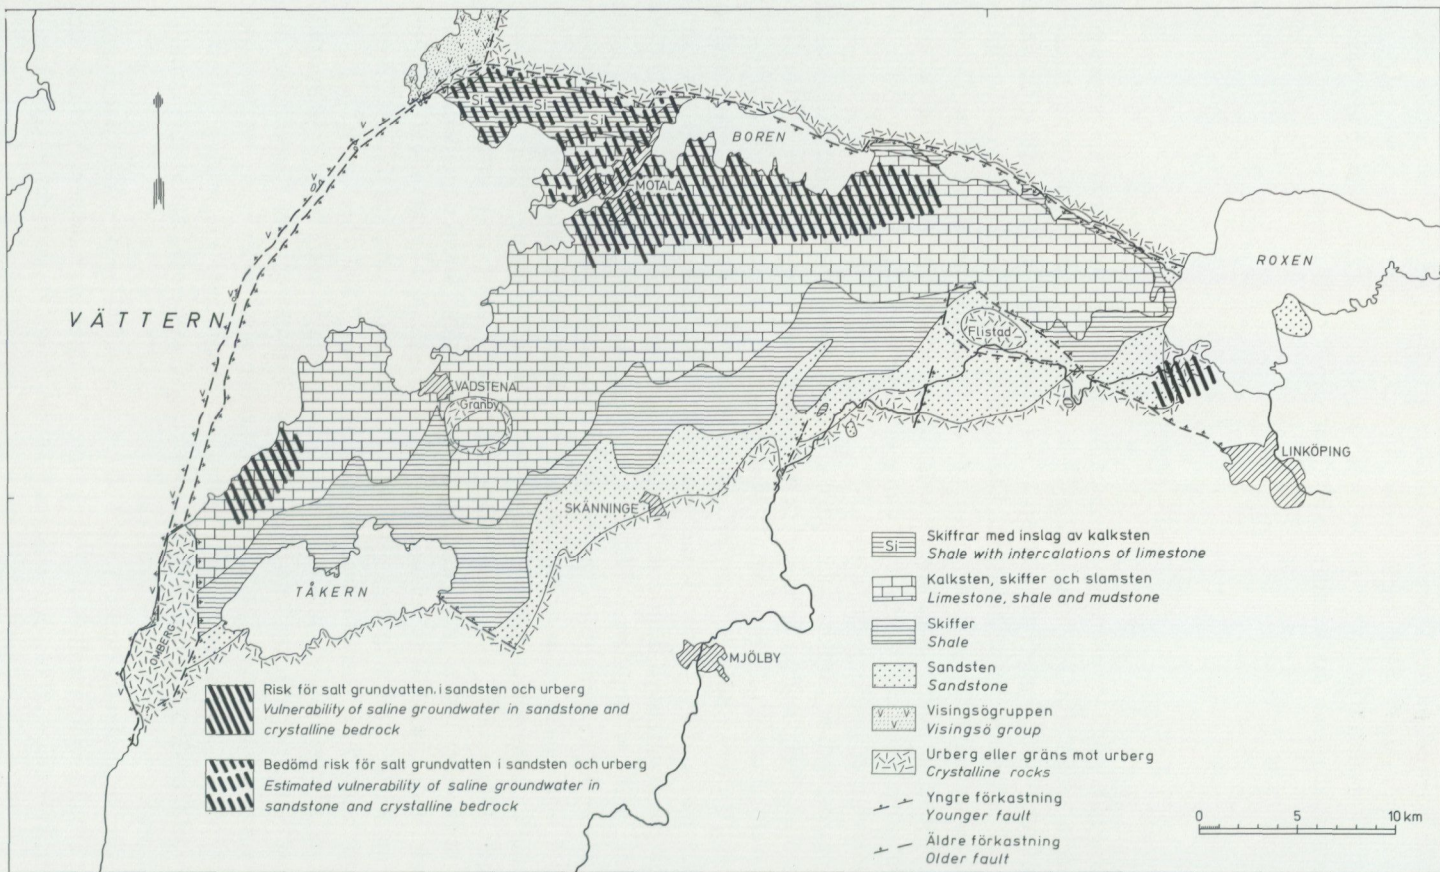 Si
Si
Si
BOREN
MOTALA
ROXEN
VÄTTERN
Flistad
VADSTENA
Granby
LINKÖPING
SKÄNNINGE
TÅKERN
OMBERG
MJÖLBY
Risk för salt grundvatten. i sandsten och urberg
Vulnerability of saline groundwater in sandstone and
crystalline bedrock
Bedömd risk för salt grundvatten i sandsten och urberg
Estimated vulnerability of saline groundwater in
sandstone and crystalline bedrock
Si
Skiffrar med inslag av kalksten
Shale with intercalations of limestone
Kalksten, skiffer och slamsten
Limestone, shale and mudstone
Skiffer
Shale
Sandsten
Sandstone
Visingsögruppen
Visingsö group
Urberg eller gräns mot urberg
Crystalline rocks
Yngre förkastning
Younger fault
Äldre förkastning
Older fault
0 5 10 km